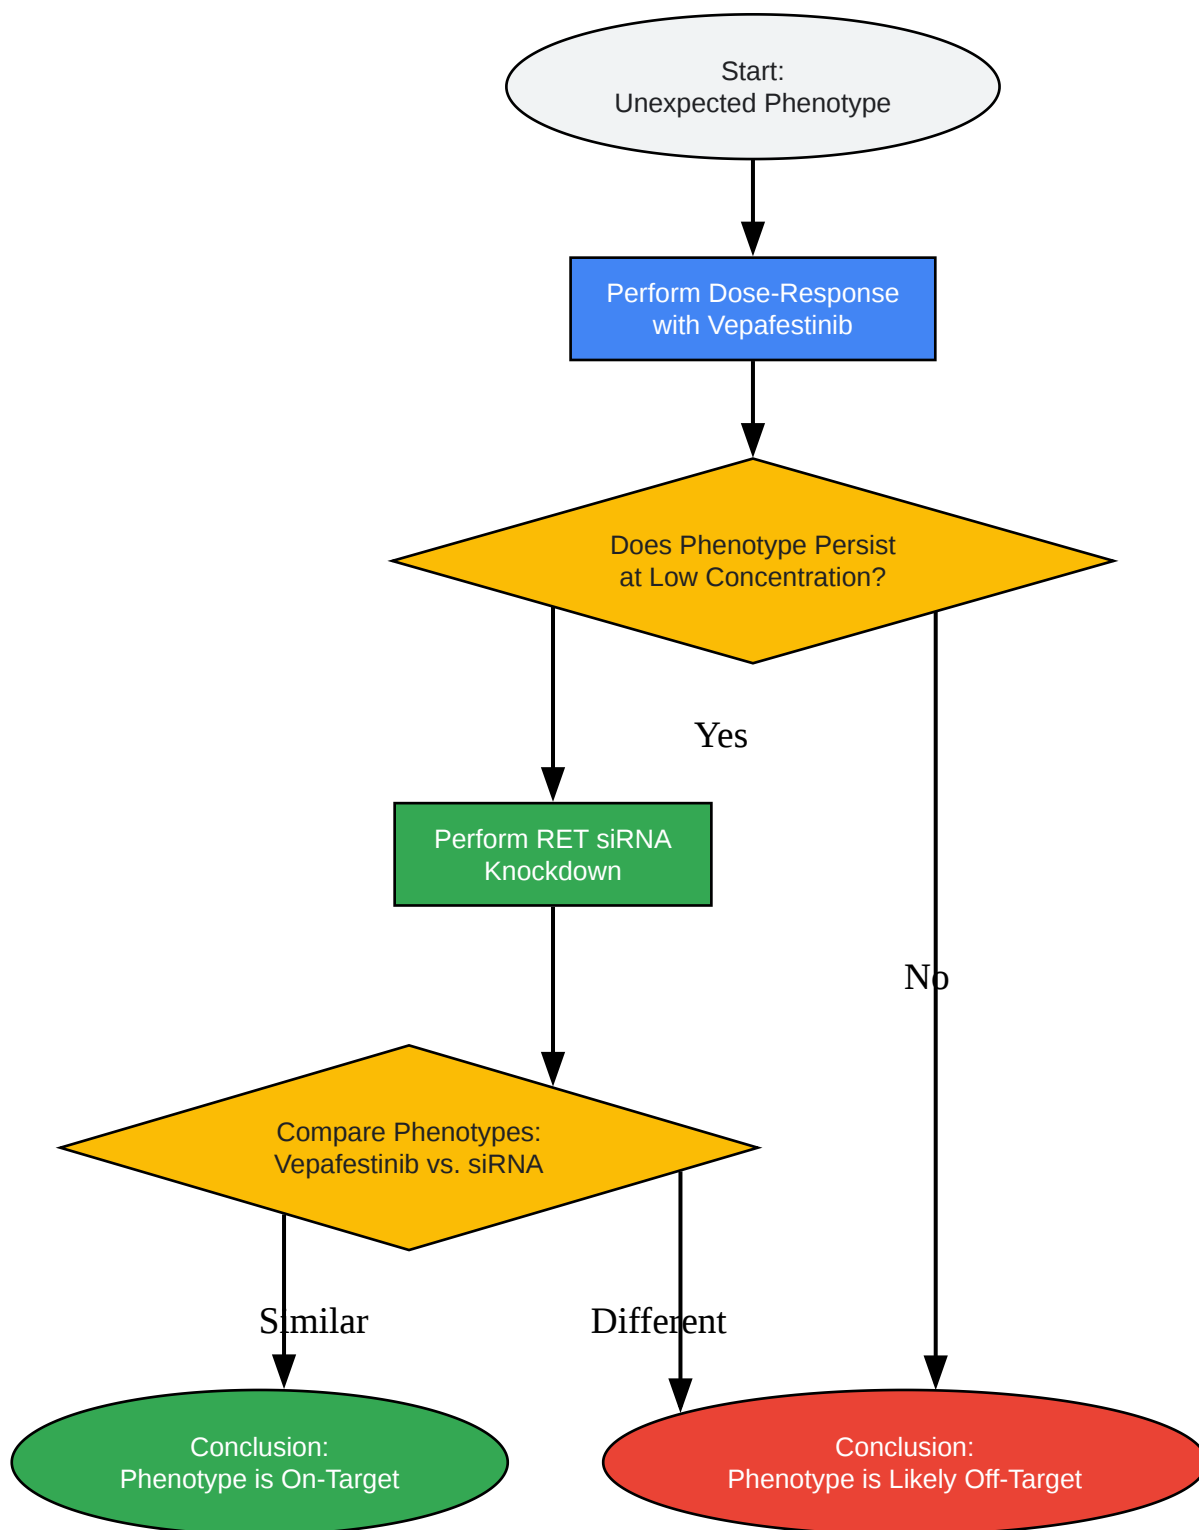 Start:
Unexpected Phenotype
Perform Dose-Response
with Vepafestinib
Does Phenotype Persist
at Low Concentration?
Yes
Perform RET siRNA
Knockdown
No
Compare Phenotypes:
Vepafestinib vs. siRNA
Similar
Different
Conclusion:
Phenotype is On-Target
Conclusion:
Phenotype is Likely Off-Target